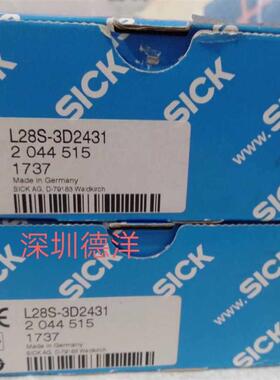 SICK
SICK
L28S-3D2431
2 044 515
1737
Made in Germany
SICK AG, D-79183 Waldkirch
深圳德洋
SICK
L28S-3D2431
2 044 515
1737
Made in Germany
SICK AG, D-79183 Waldkirch